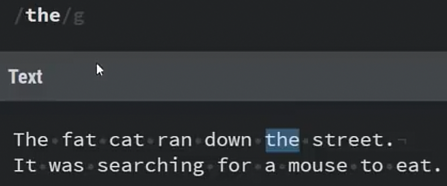 /the/g
Text
The fat cat ran down the street.
It was searching for a mouse to eat.